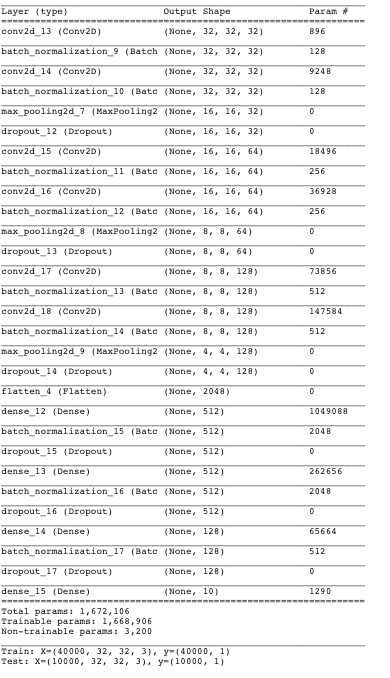 Layer (type) Output Shape Param #
conv2d_13 (Conv2D) (None, 32, 32, 32) 896
batch_normalization_9 (Batch (None, 32, 32, 32) 128
conv2d_14 (Conv2D) (None, 32, 32, 32) 9248
batch_normalization_10 (Batc (None, 32, 32, 32) 128
max_pooling2d_7 (MaxPooling2 (None, 16, 16, 32) 0
dropout_12 (Dropout) (None, 16, 16, 32) 0
conv2d_15 (Conv2D) (None, 16, 16, 64) 18496
batch_normalization_11 (Batc (None, 16, 16, 64) 256
conv2d_16 (Conv2D) (None, 16, 16, 64) 36928
batch_normalization_12 (Batc (None, 16, 16, 64) 256
max_pooling2d_8 (MaxPooling2 (None, 8, 8, 64) 0
dropout_13 (Dropout) (None, 8, 8, 64) 0
conv2d_17 (Conv2D) (None, 8, 8, 128) 73856
batch_normalization_13 (Batc (None, 8, 8, 128) 512
conv2d_18 (Conv2D) (None, 8, 8, 128) 147584
batch_normalization_14 (Batc (None, 8, 8, 128) 512
max_pooling2d_9 (MaxPooling2 (None, 4, 4, 128) 0
dropout_14 (Dropout) (None, 4, 4, 128) 0
flatten_4 (Flatten) (None, 2048) 0
dense_12 (Dense) (None, 512) 1049088
batch_normalization_15 (Batc (None, 512) 2048
dropout_15 (Dropout) (None, 512) 0
dense_13 (Dense) (None, 512) 262656
batch_normalization_16 (Batc (None, 512) 2048
dropout_16 (Dropout) (None, 512) 0
dense_14 (Dense) (None, 128) 65664
batch_normalization_17 (Batc (None, 128) 512
dropout_17 (Dropout) (None, 128) 0
dense_15 (Dense) (None, 10) 1290
Total params: 1,672,106
Trainable params: 1,668,906
Non-trainable params: 3,200
Train: X=(40000, 32, 32, 3), y=(40000, 1)
Test: X=(10000, 32, 32, 3), y=(10000, 1)